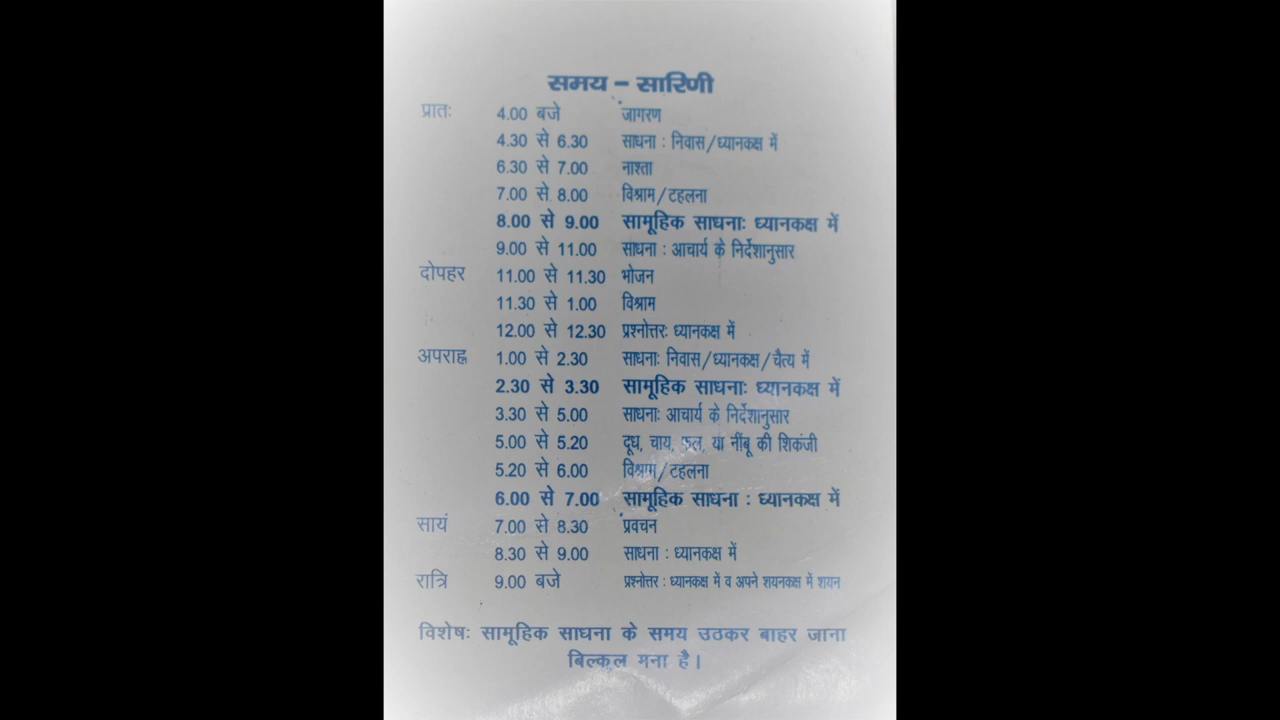 समय - सारिणी
प्रातः 4.00 बजे जागरण
4.30 से 6.30 साधना : निवास/ध्यानकक्ष में
6.30 से 7.00 नाश्ता
7.00 से 8.00 विश्राम/टहलना
8.00 से 9.00 सामूहिक साधनाः ध्यानकक्ष में
9.00 से 11.00 साधना : आचार्य के निर्देशानुसार
दोपहर 11.00 से 11.30 भोजन
11.30 से 1.00 विश्राम
12.00 से 12.30 प्रश्नोत्तरः ध्यानकक्ष में
अपराह्न 1.00 से 2.30 साधनाः निवास/ध्यानकक्ष/चैत्य में
2.30 से 3.30 सामूहिक साधनाः ध्यानकक्ष में
3.30 से 5.00 साधनाः आचार्य के निर्देशानुसार
5.00 से 5.20 दूध, चाय, फल, या नींबू की शिकंजी
5.20 से 6.00 विश्राम/टहलना
6.00 से 7.00 सामूहिक साधना : ध्यानकक्ष में
सायं 7.00 से 8.30 प्रवचन
8.30 से 9.00 साधना : ध्यानकक्ष में
रात्रि 9.00 बजे प्रश्नोत्तर : ध्यानकक्ष में व अपने शयनकक्ष में शयन
विशेषः सामूहिक साधना के समय उठकर बाहर जाना
बिल्कुल मना है।